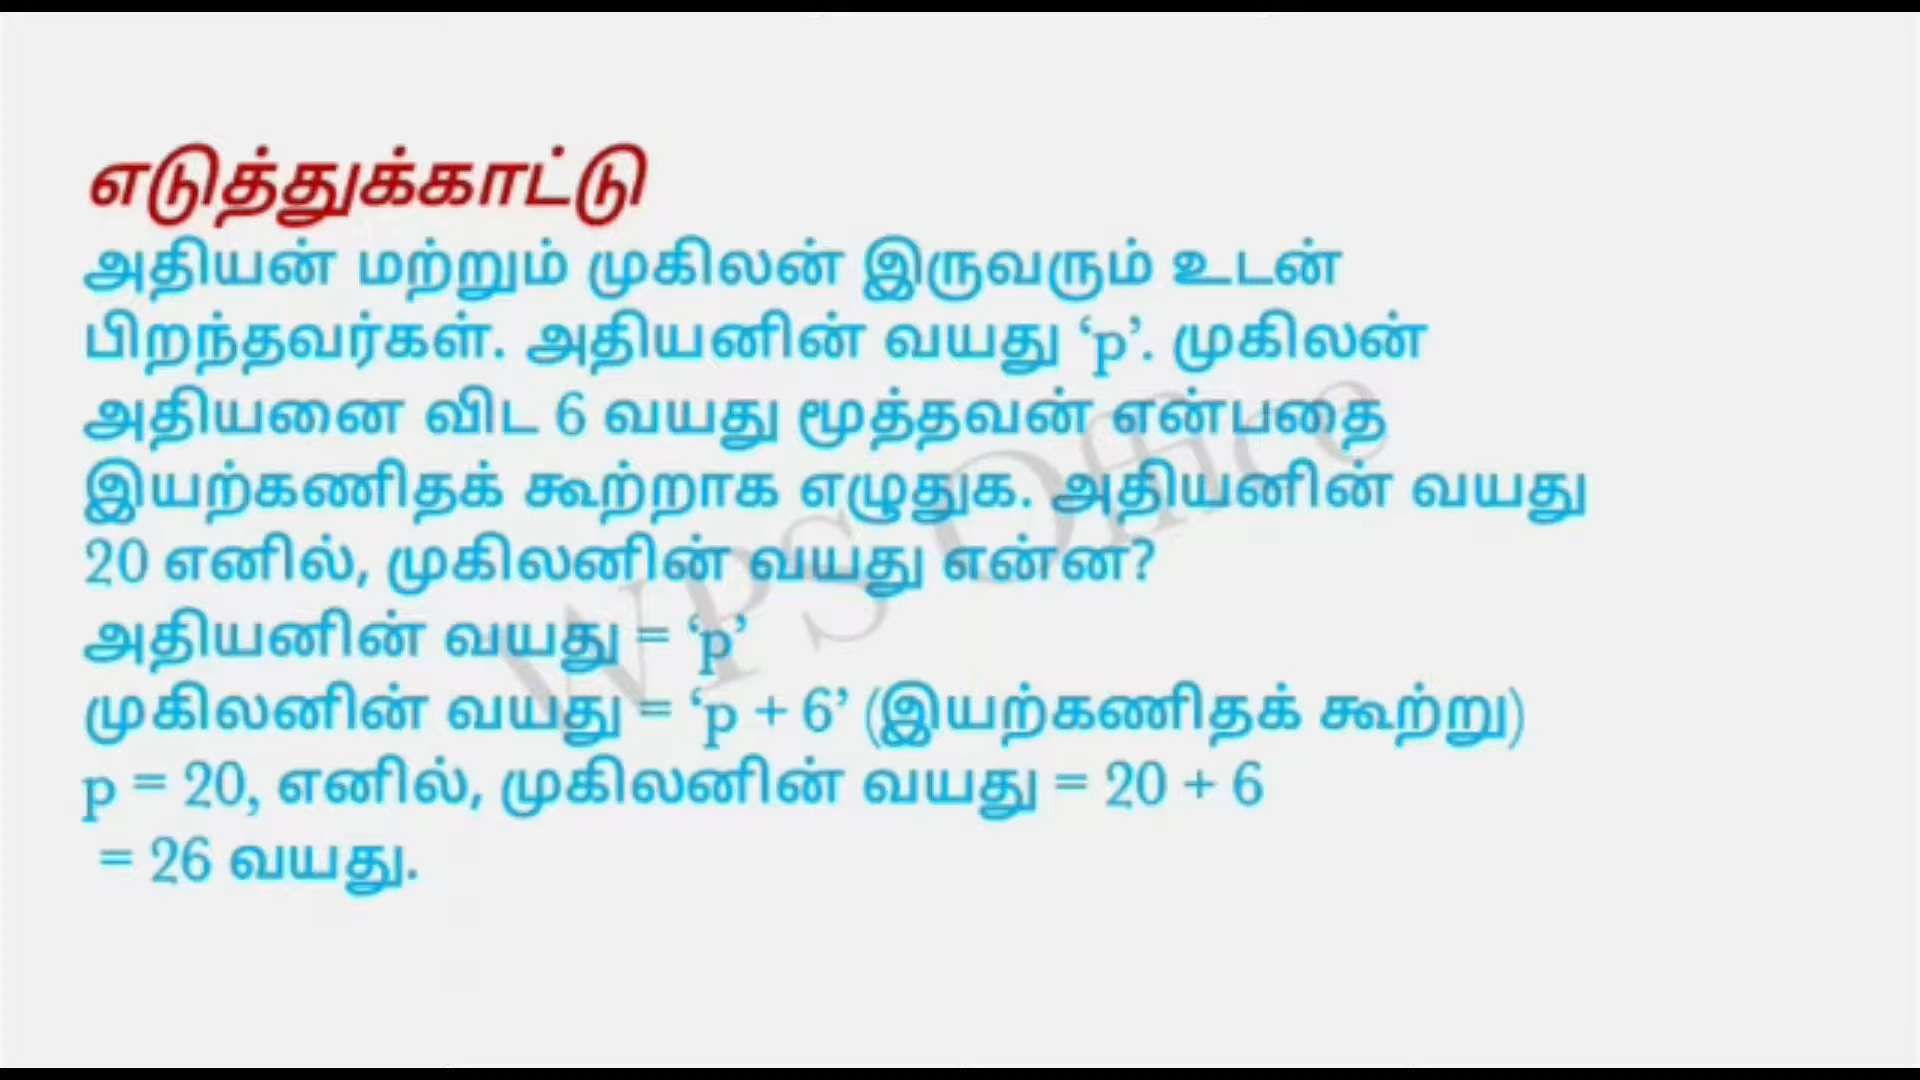 எடுத்துக்காட்டு
அதியன் மற்றும் முகிலன் இருவரும் உடன்
பிறந்தவர்கள். அதியனின் வயது ‘p’. முகிலன்
அதியனை விட 6 வயது மூத்தவன் என்பதை
இயற்கணிதக் கூற்றாக எழுதுக. அதியனின் வயது
20 எனில், முகிலனின் வயது என்ன?
அதியனின் வயது = ‘p’
முகிலனின் வயது = ‘p + 6’ (இயற்கணிதக் கூற்று)
p = 20, எனில், முகிலனின் வயது = 20 + 6
= 26 வயது.
WPS Office